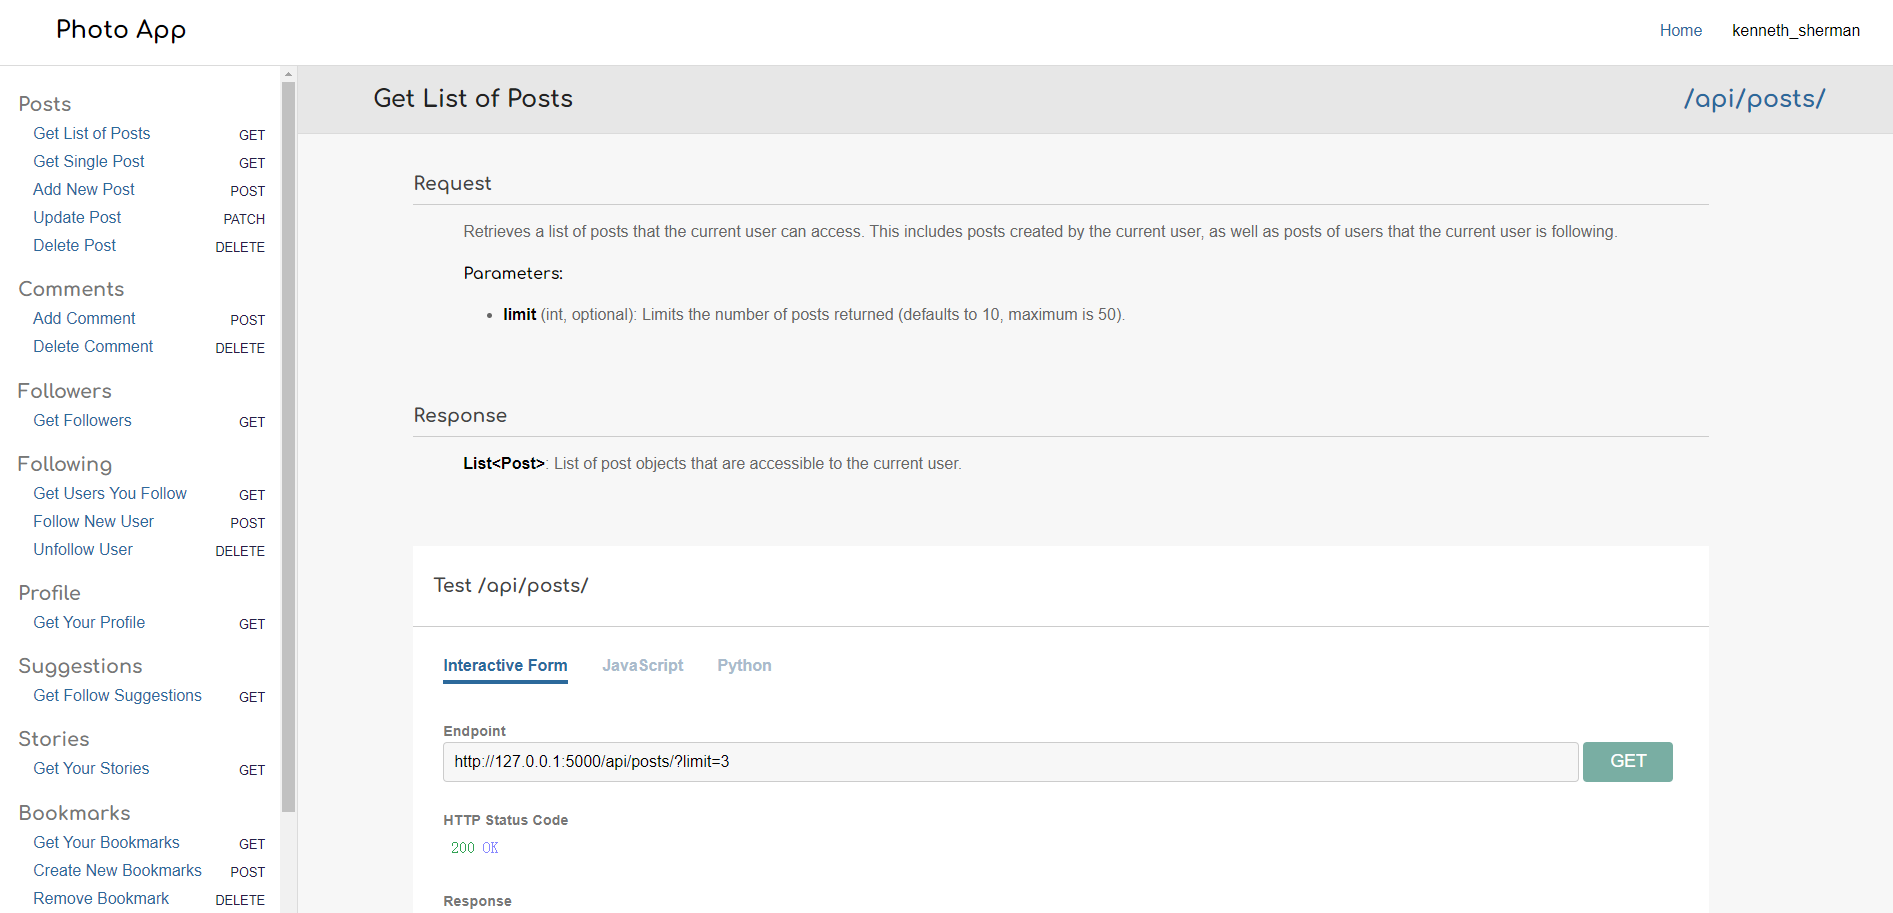 Photo App
Home kenneth_sherman
Posts
Get List of Posts GET
Get Single Post GET
Add New Post POST
Update Post PATCH
Delete Post DELETE
Comments
Add Comment POST
Delete Comment DELETE
Followers
Get Followers GET
Following
Get Users You Follow GET
Follow New User POST
Unfollow User DELETE
Profile
Get Your Profile GET
Suggestions
Get Follow Suggestions GET
Stories
Get Your Stories GET
Bookmarks
Get Your Bookmarks GET
Create New Bookmarks POST
Remove Bookmark DELETE
Get List of Posts /api/posts/
Request
Retrieves a list of posts that the current user can access. This includes posts created by the current user, as well as posts of users that the current user is following.
Parameters:
• limit (int, optional): Limits the number of posts returned (defaults to 10, maximum is 50).
Response
List<Post>: List of post objects that are accessible to the current user.
Test /api/posts/
Interactive Form JavaScript Python
Endpoint
http://127.0.0.1:5000/api/posts/?limit=3 GET
HTTP Status Code
200 OK
Response